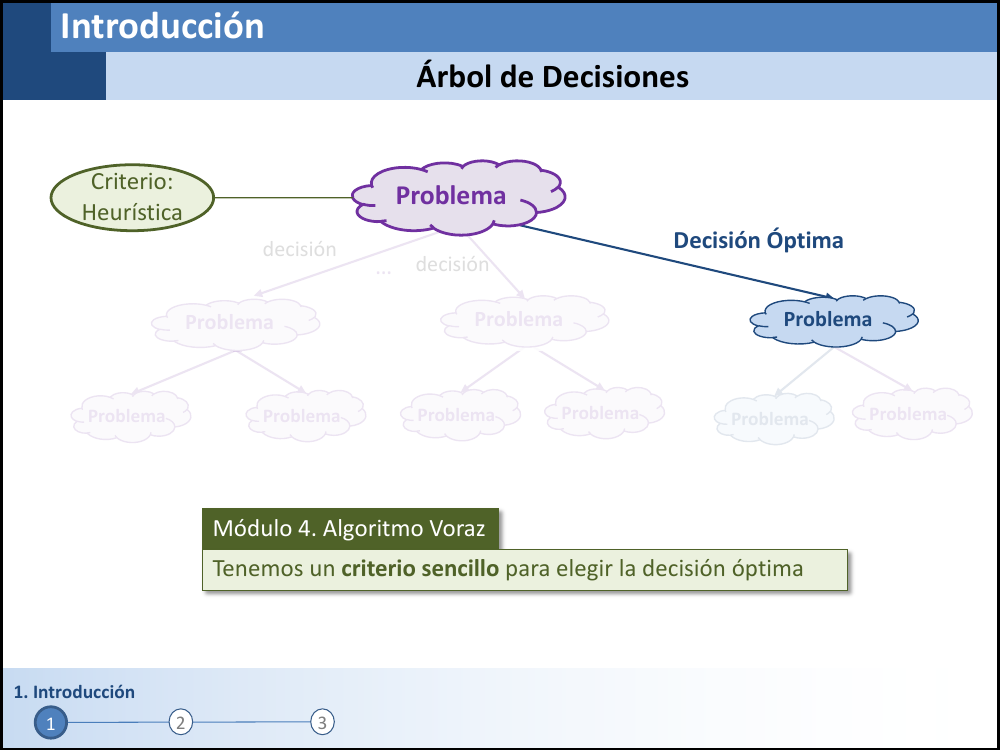 Introducción
Árbol de Decisiones
Criterio:
Heurística
Problema
Decisión Óptima
decisión
...
decisión
Problema
Problema
Problema
Problema
Problema
Problema
Problema
Problema
Problema
Módulo 4. Algoritmo Voraz
Tenemos un criterio sencillo para elegir la decisión óptima
1. Introducción
1
2
3